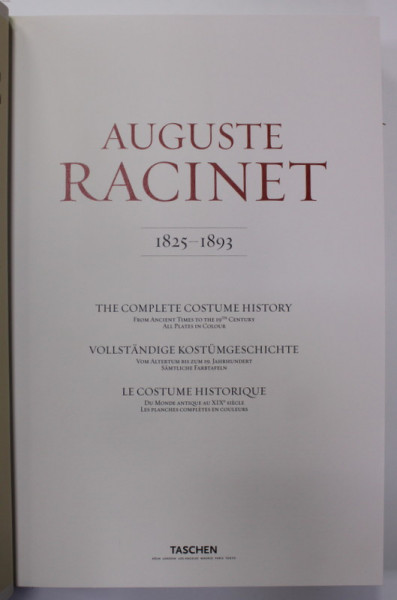 AUGUSTE
RACINET
1825–1893
THE COMPLETE COSTUME HISTORY
FROM ANCIENT TIMES TO THE 19TH CENTURY
ALL PLATES IN COLOUR
VOLLSTÄNDIGE KOSTÜMGESCHICHTE
VOM ALTERTUM BIS ZUM 19. JAHRHUNDERT
SÄMTLICHE FARBTAFELN
LE COSTUME HISTORIQUE
DU MONDE ANTIQUE AU XIXE SIÈCLE
LES PLANCHES COMPLÈTES EN COULEURS
TASCHEN